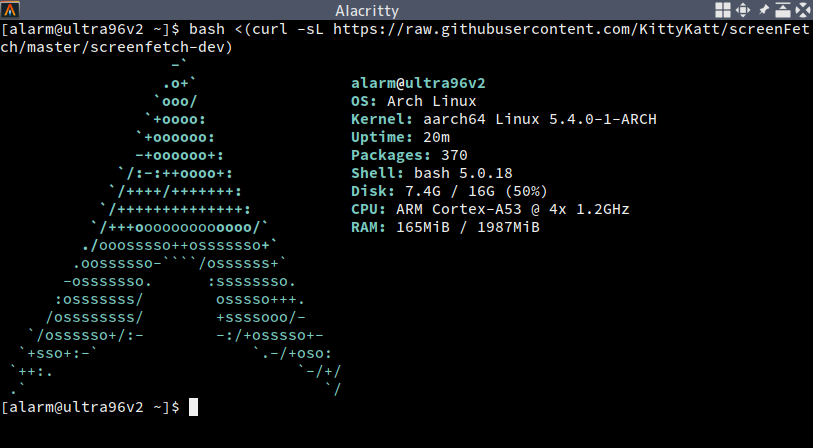 Alacritty
[alarm@ultra96v2 ~]$ bash <(curl -sL https://raw.githubusercontent.com/KittyKatt/screenFet
ch/master/screenfetch-dev)
                   -`
                  .o+`                 alarm@ultra96v2
                 `ooo/                 OS: Arch Linux
                `+oooo:                Kernel: aarch64 Linux 5.4.0-1-ARCH
               `+oooooo:               Uptime: 20m
               -+oooooo+:              Packages: 370
             `/:-:++oooo+:             Shell: bash 5.0.18
            `/++++/+++++++:            Disk: 7.4G / 16G (50%)
           `/++++++++++++++:           CPU: ARM Cortex-A53 @ 4x 1.2GHz
          `/+++ooooooooooooo/`         RAM: 165MiB / 1987MiB
         ./ooosssso++osssssso+`
        .oossssso-````/ossssss+`
       -osssssso.      :ssssssso.
      :osssssss/        osssso+++.
     /ossssssss/        +ssssooo/-
   `/ossssso+/:-        -:/+osssso+-
  `+sso+:-`                 `.-/+oso:
 `++:.                           `-/+/
 .`                                 `/
[alarm@ultra96v2 ~]$